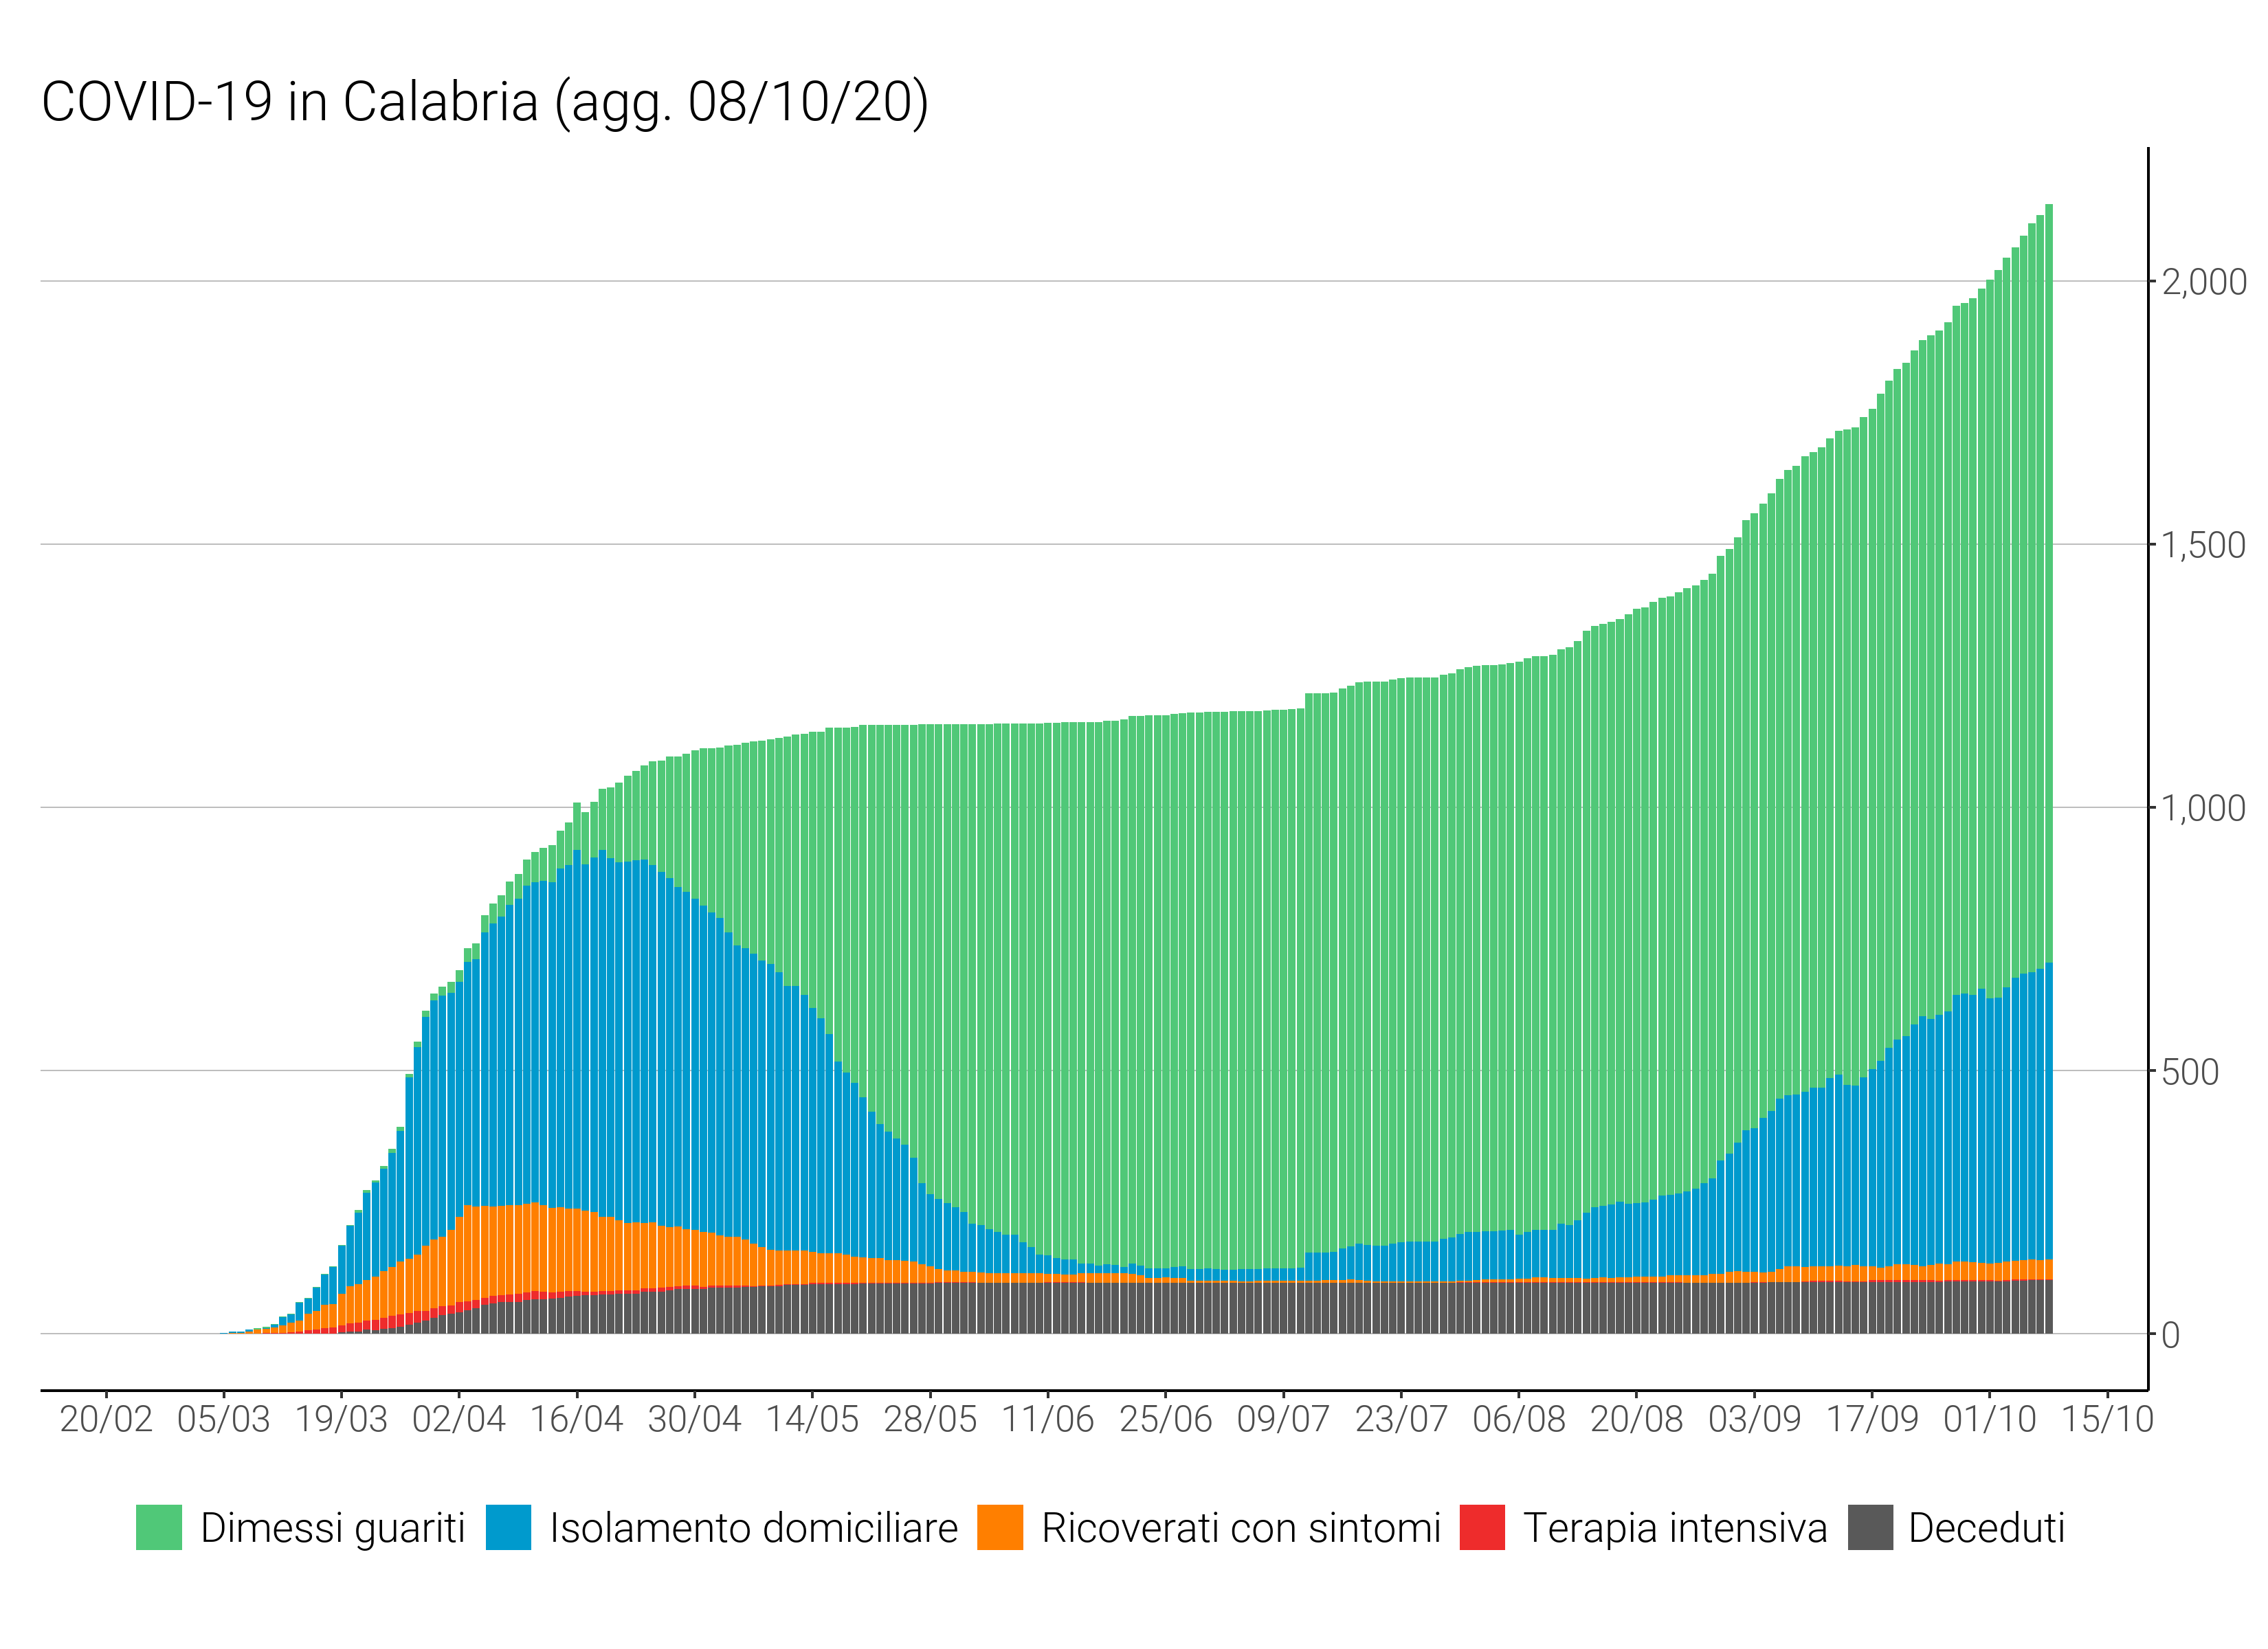 COVID-19 in Calabria (agg. 08/10/20)
2,000
1,500
1,000
500
0
20/02 05/03 19/03 02/04 16/04 30/04 14/05 28/05 11/06 25/06 09/07 23/07 06/08 20/08 03/09 17/09 01/10 15/10
Dimessi guariti Isolamento domiciliare Ricoverati con sintomi Terapia intensiva Deceduti